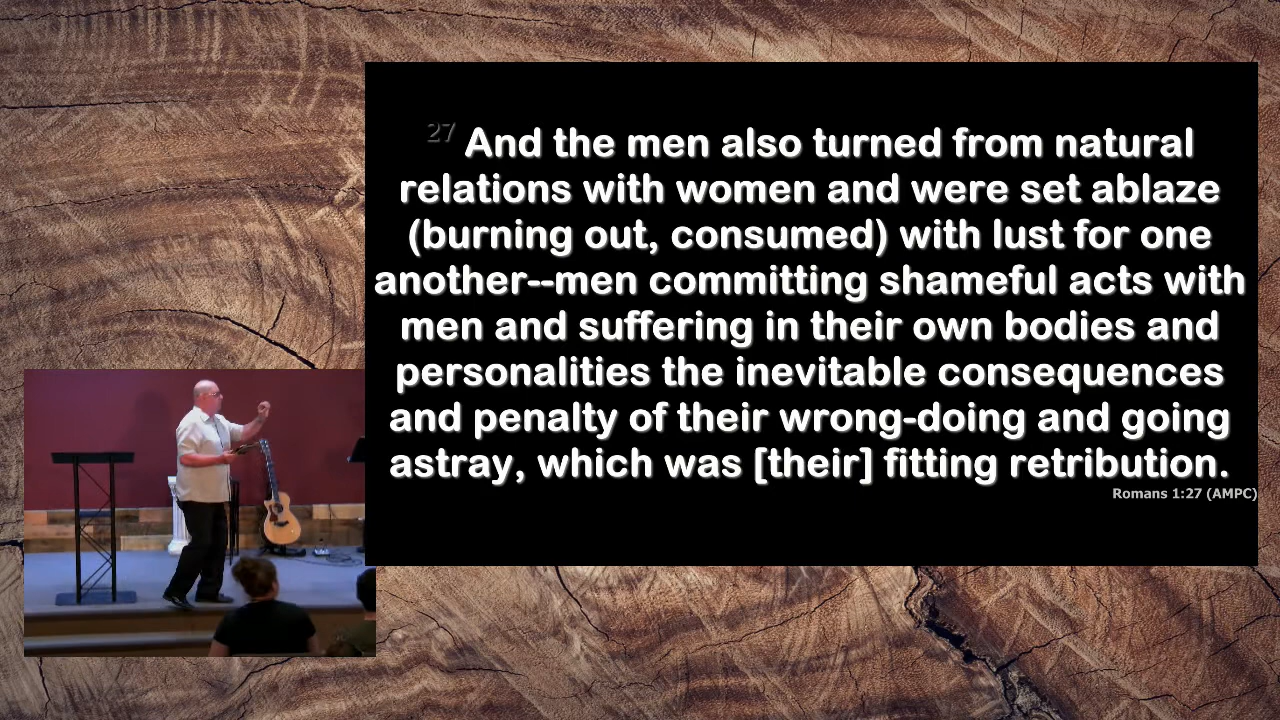 27 And the men also turned from natural
relations with women and were set ablaze
(burning out, consumed) with lust for one
another--men committing shameful acts with
men and suffering in their own bodies and
personalities the inevitable consequences
and penalty of their wrong-doing and going
astray, which was [their] fitting retribution.
Romans 1:27 (AMPC)